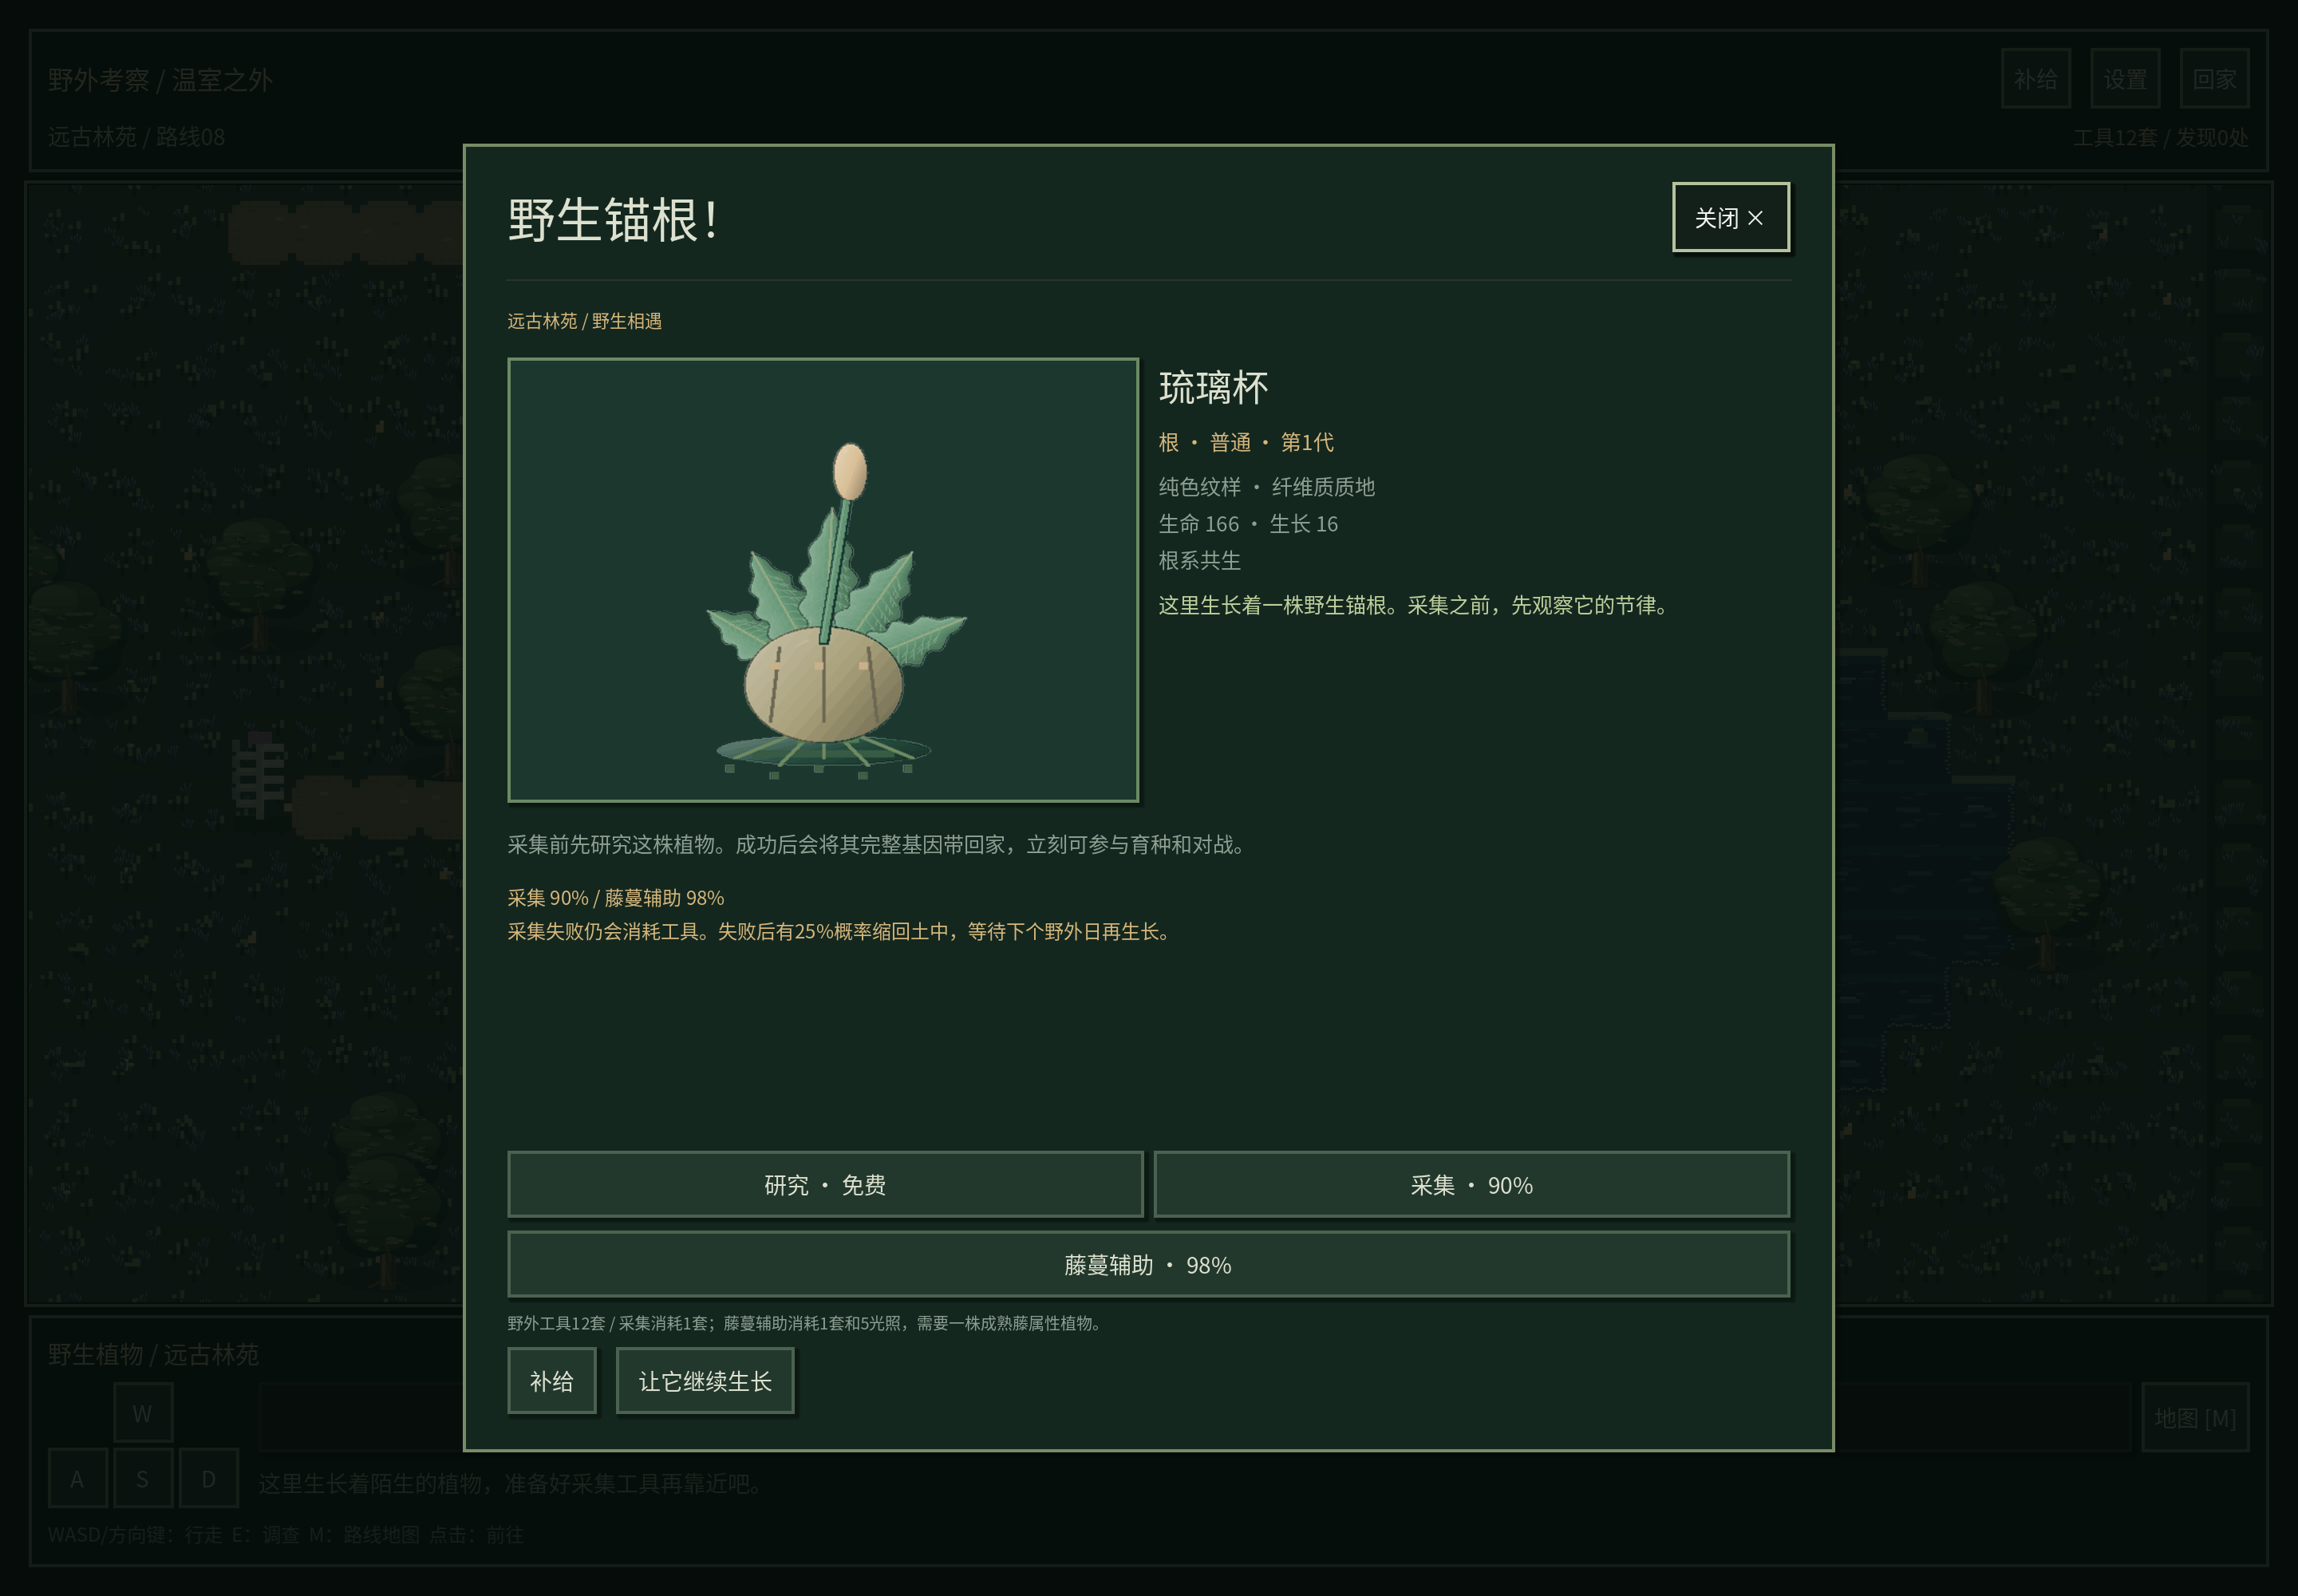 野外考察 / 温室之外
补给
设置
回家
远古林苑 / 路线08
工具12套 / 发现0处
野生锚根！
关闭 ×
远古林苑 / 野生相遇
琉璃杯
根 · 普通 · 第1代
纯色纹样 · 纤维质质地
生命 166 · 生长 16
根系共生
这里生长着一株野生锚根。采集之前，先观察它的节律。
采集前先研究这株植物。成功后会将其完整基因带回家，立刻可参与育种和对战。
采集 90% / 藤蔓辅助 98%
采集失败仍会消耗工具。失败后有25%概率缩回土中，等待下个野外日再生长。
研究 · 免费
采集 · 90%
藤蔓辅助 · 98%
野外工具12套 / 采集消耗1套；藤蔓辅助消耗1套和5光照，需要一株成熟藤属性植物。
补给
让它继续生长
野生植物 / 远古林苑
W
A
S
D
地图 [M]
这里生长着陌生的植物，准备好采集工具再靠近吧。
WASD/方向键：行走 E：调查 M：路线地图 点击：前往